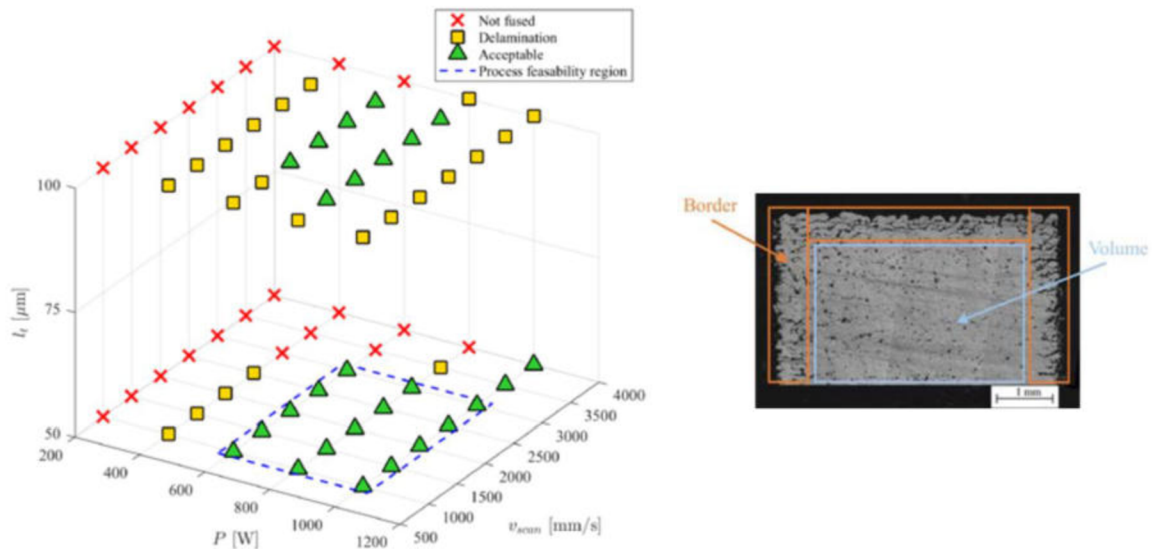 Not fused
Delamination
Acceptable
Process feasability region
100
75
50
l_t [μm]
200
400
600
800
1000
1200
P [W]
500
1000
1500
2000
2500
3000
3500
4000
v_scan [mm/s]
Border
Volume
1 mm